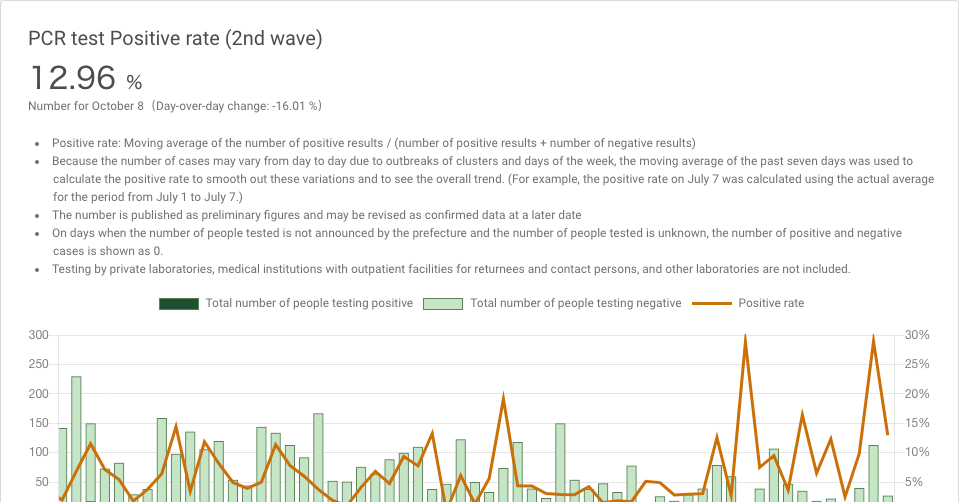 PCR test Positive rate (2nd wave)
12.96 %
Number for October 8 (Day-over-day change: -16.01 %)
• Positive rate: Moving average of the number of positive results / (number of positive results + number of negative results)
• Because the number of cases may vary from day to day due to outbreaks of clusters and days of the week, the moving average of the past seven days was used to
calculate the positive rate to smooth out these variations and to see the overall trend. (For example, the positive rate on July 7 was calculated using the actual average
for the period from July 1 to July 7.)
• The number is published as preliminary figures and may be revised as confirmed data at a later date
• On days when the number of people tested is not announced by the prefecture and the number of people tested is unknown, the number of positive and negative
cases is shown as 0.
• Testing by private laboratories, medical institutions with outpatient facilities for returnees and contact persons, and other laboratories are not included.
Total number of people testing positive Total number of people testing negative Positive rate
300 30%
250 25%
200 20%
150 15%
100 10%
50 5%